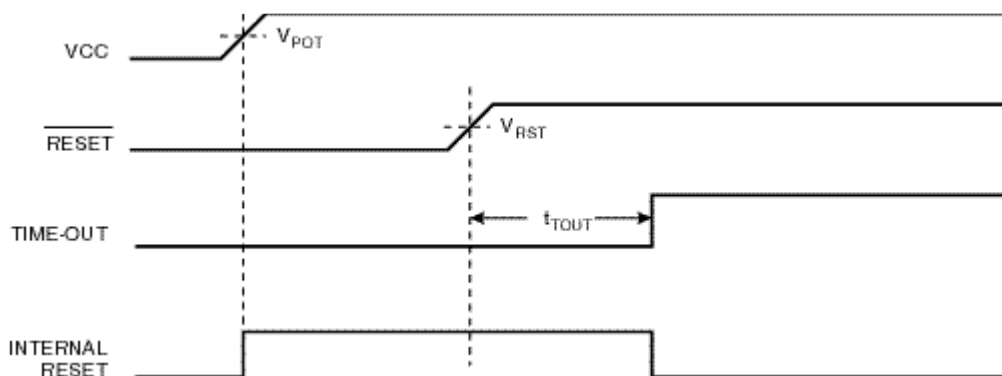 VCC
VPOT
RESET
VRST
TIME-OUT
tTOUT
INTERNAL
RESET